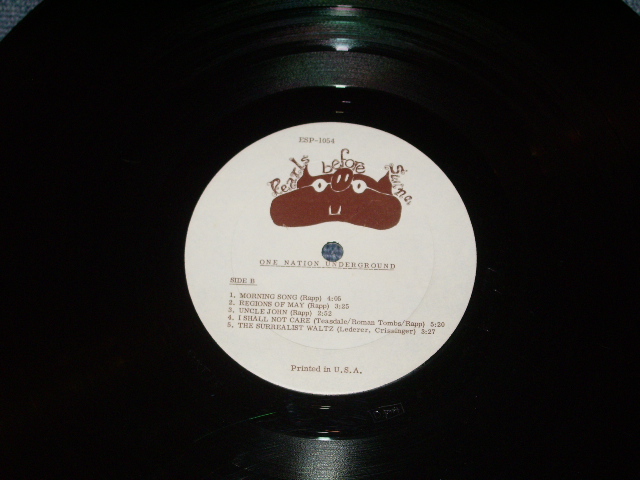 ESP-1054
Pearls before Swine
ONE NATION UNDERGROUND
SIDE B
1. MORNING SONG (Rapp) 4:05
2. REGIONS OF MAY (Rapp) 3:25
3. UNCLE JOHN (Rapp) 2:52
4. I SHALL NOT CARE (Teasdale/Roman Tombs/Rapp) 5:20
5. THE SURREALIST WALTZ (Lederer, Crissinger) 3:27
Printed in U.S.A.